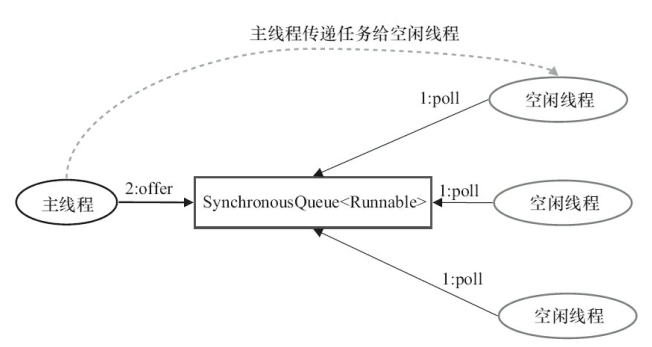 主线程传递任务给空闲线程
1:poll
空闲线程
2:offer
主线程
SynchronousQueue<Runnable>
1:poll
空闲线程
1:poll
空闲线程